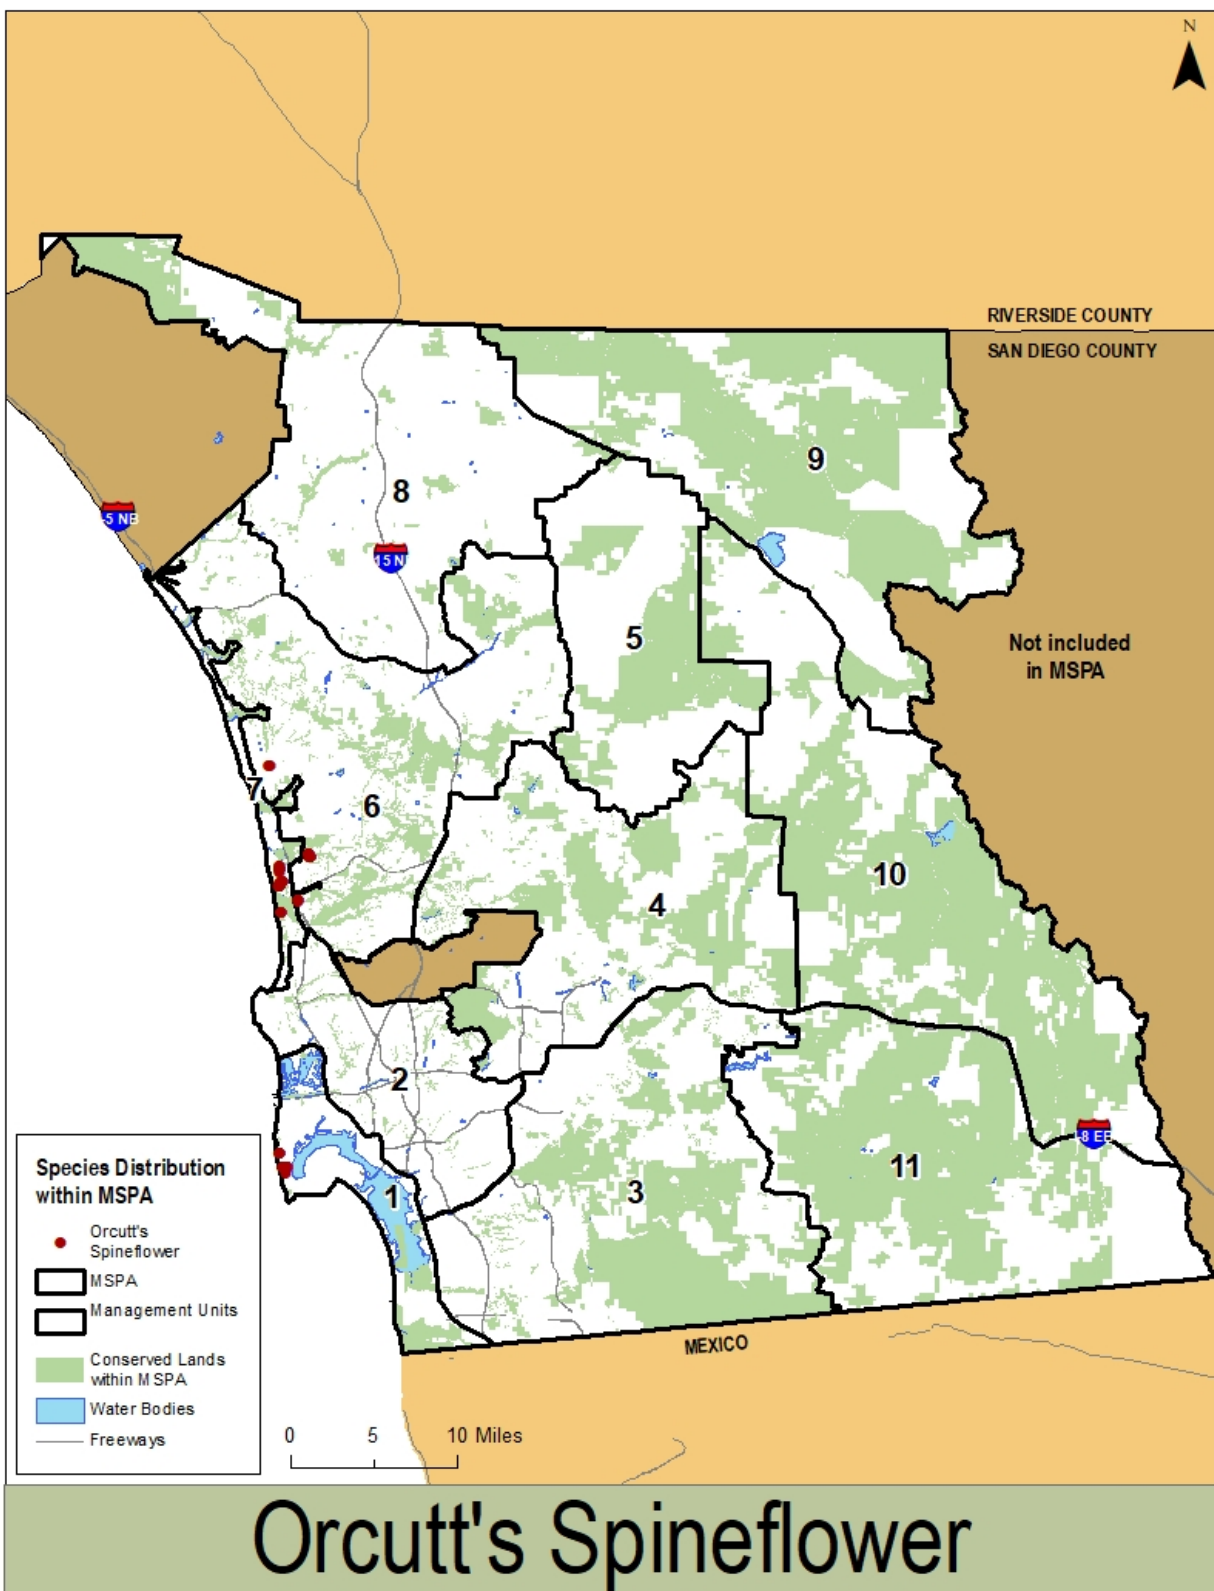 N
RIVERSIDE COUNTY
SAN DIEGO COUNTY
9
8
-5 NB
15 N
5
Not included
in MSPA
7
6
10
4
2
8 EB
11
3
1
Species Distribution
within MSPA
Orcutt's
Spineflower
MSPA
Management Units
Conserved Lands
within MSPA
Water Bodies
Freeways
MEXICO
0 5 10 Miles
Orcutt's Spineflower